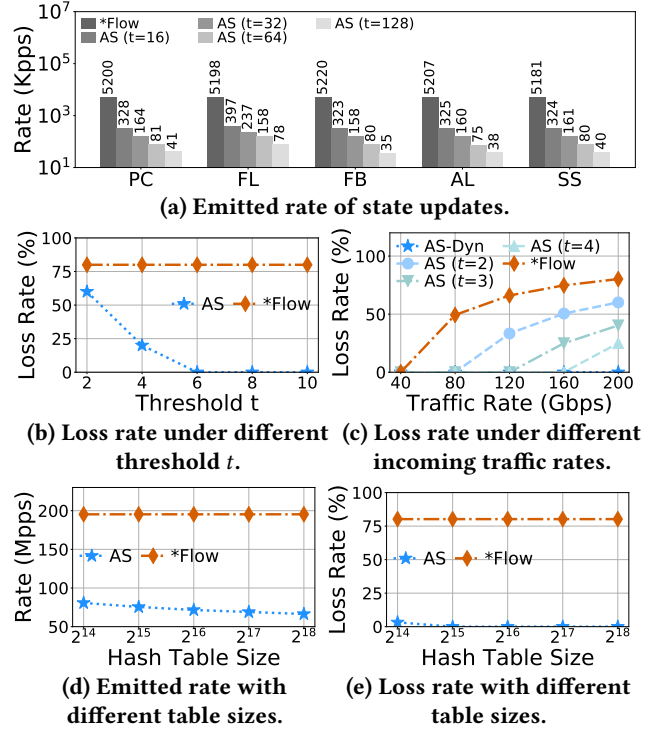 10^7
10^5
10^3
10^1
Rate (Kpps)
*Flow
AS (t=16)
AS (t=32)
AS (t=64)
AS (t=128)
5200
328
164
81
41
5198
397
237
158
78
5220
323
158
80
35
5207
325
160
75
38
5181
324
161
80
40
PC FL FB AL SS
(a) Emitted rate of state updates.
100
75
50
25
0
Loss Rate (%)
AS *Flow
2 4 6 8 10
Threshold t
(b) Loss rate under different
threshold t.
100
50
0
Loss Rate (%)
AS-Dyn
AS (t=2)
AS (t=3)
AS (t=4)
*Flow
40 80 120 160 200
Traffic Rate (Gbps)
(c) Loss rate under different
incoming traffic rates.
200
150
100
50
Rate (Mpps)
AS *Flow
2^14 2^15 2^16 2^17 2^18
Hash Table Size
(d) Emitted rate with
different table sizes.
100
75
50
25
0
Loss Rate (%)
AS *Flow
2^14 2^15 2^16 2^17 2^18
Hash Table Size
(e) Loss rate with different
table sizes.